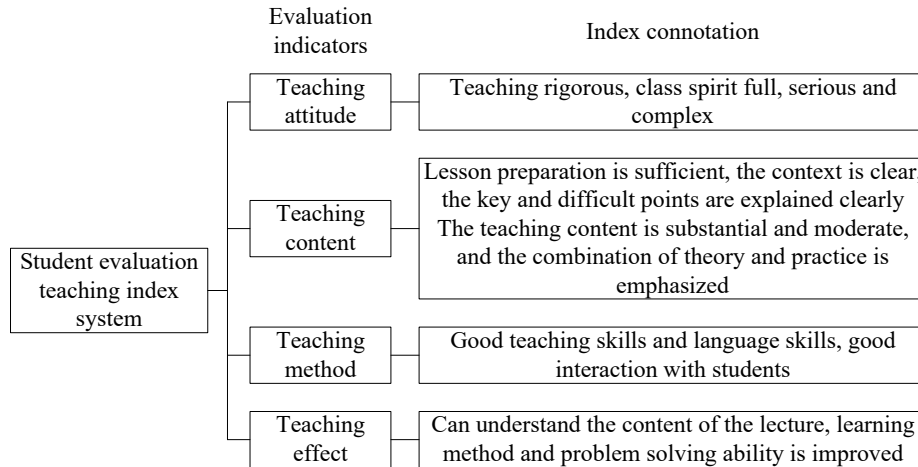 Evaluation
indicators
Index connotation
Teaching
attitude
Teaching rigorous, class spirit full, serious and
complex
Teaching
content
Lesson preparation is sufficient, the context is clear,
the key and difficult points are explained clearly
The teaching content is substantial and moderate,
and the combination of theory and practice is
emphasized
Student evaluation
teaching index
system
Teaching
method
Good teaching skills and language skills, good
interaction with students
Teaching
effect
Can understand the content of the lecture, learning
method and problem solving ability is improved